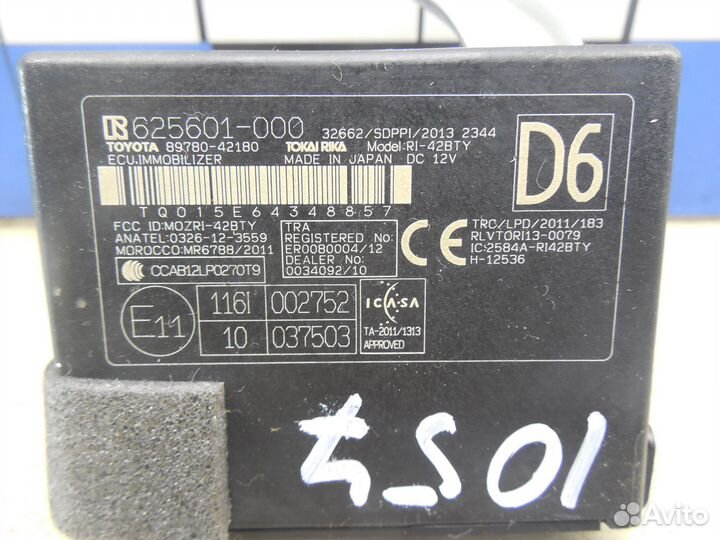 625601-000 32662/SDPPI/2013 2344
TOYOTA 89780-42180 TOKAI RIKA Model:RI-42BTY
ECU,IMMOBILIZER MADE IN JAPAN DC 12V
D6
TQ015E64348857
FCC ID:MOZRI-42BTY
ANATEL:0326-12-3559
MOROCCO:MR6788/2011
CCAB12LP0270T9
TRA
REGISTERED No:
ER0080004/12
DEALER No:
0034092/10
CE
TRC/LPD/2011/183
RLVTORI13-0079
IC:2584A-RI42BTY
H-12536
E11
116I 002752
10 037503
ICASA
TA-2011/1313
APPROVED
Avito